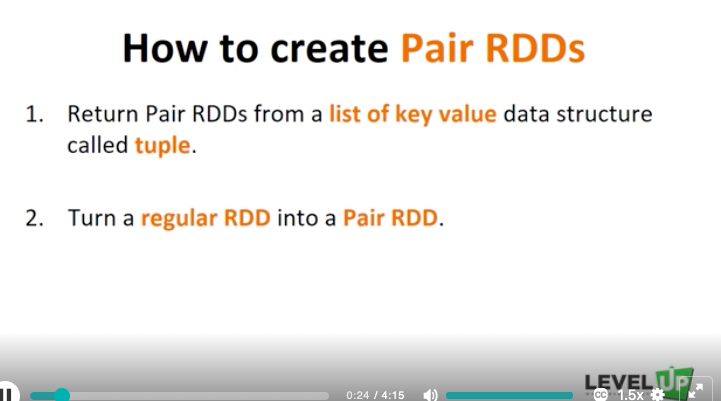 How to create Pair RDDs
1. Return Pair RDDs from a list of key value data structure
called tuple.
2. Turn a regular RDD into a Pair RDD.
LEVEL UP
0:24 / 4:15
CC
1.5x